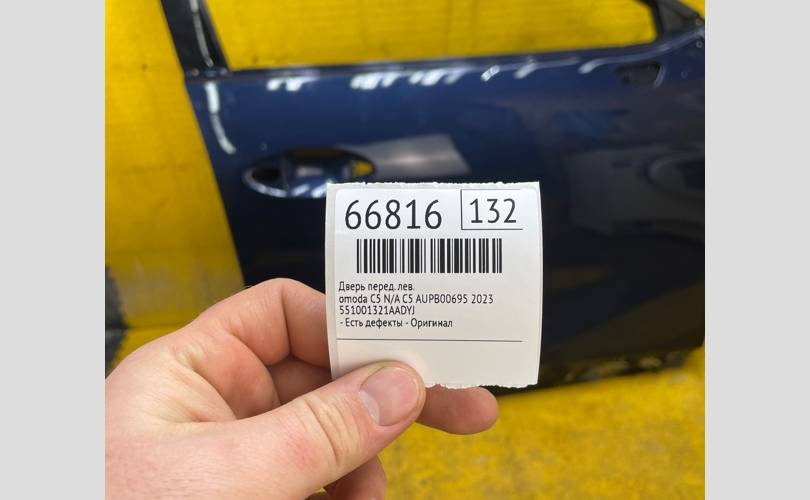 66816 132
Дверь перед. лев.
omoda C5 N/A C5 AUPB00695 2023
551001321AADYJ
- Есть дефекты - Оригинал